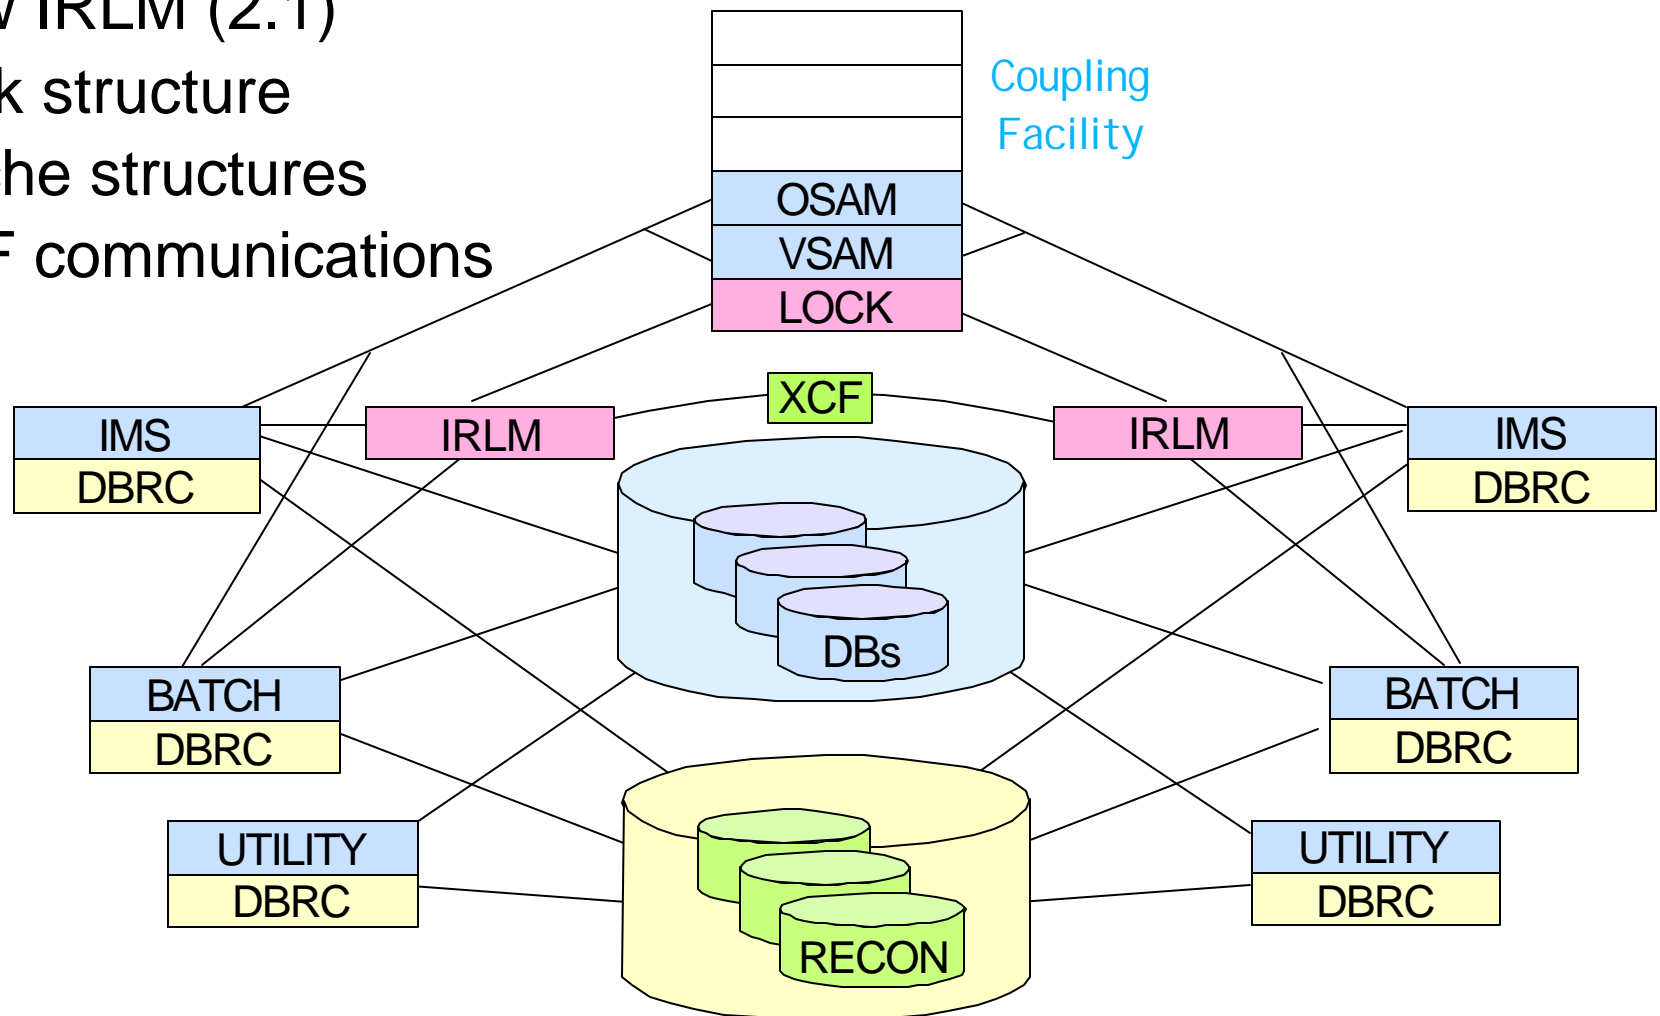 IRLM (2.1)
structure
structures
communications
Coupling
Facility
OSAM
VSAM
LOCK
XCF
IMS
DBRC
IRLM
IRLM
IMS
DBRC
DBs
BATCH
DBRC
BATCH
DBRC
UTILITY
DBRC
UTILITY
DBRC
RECON